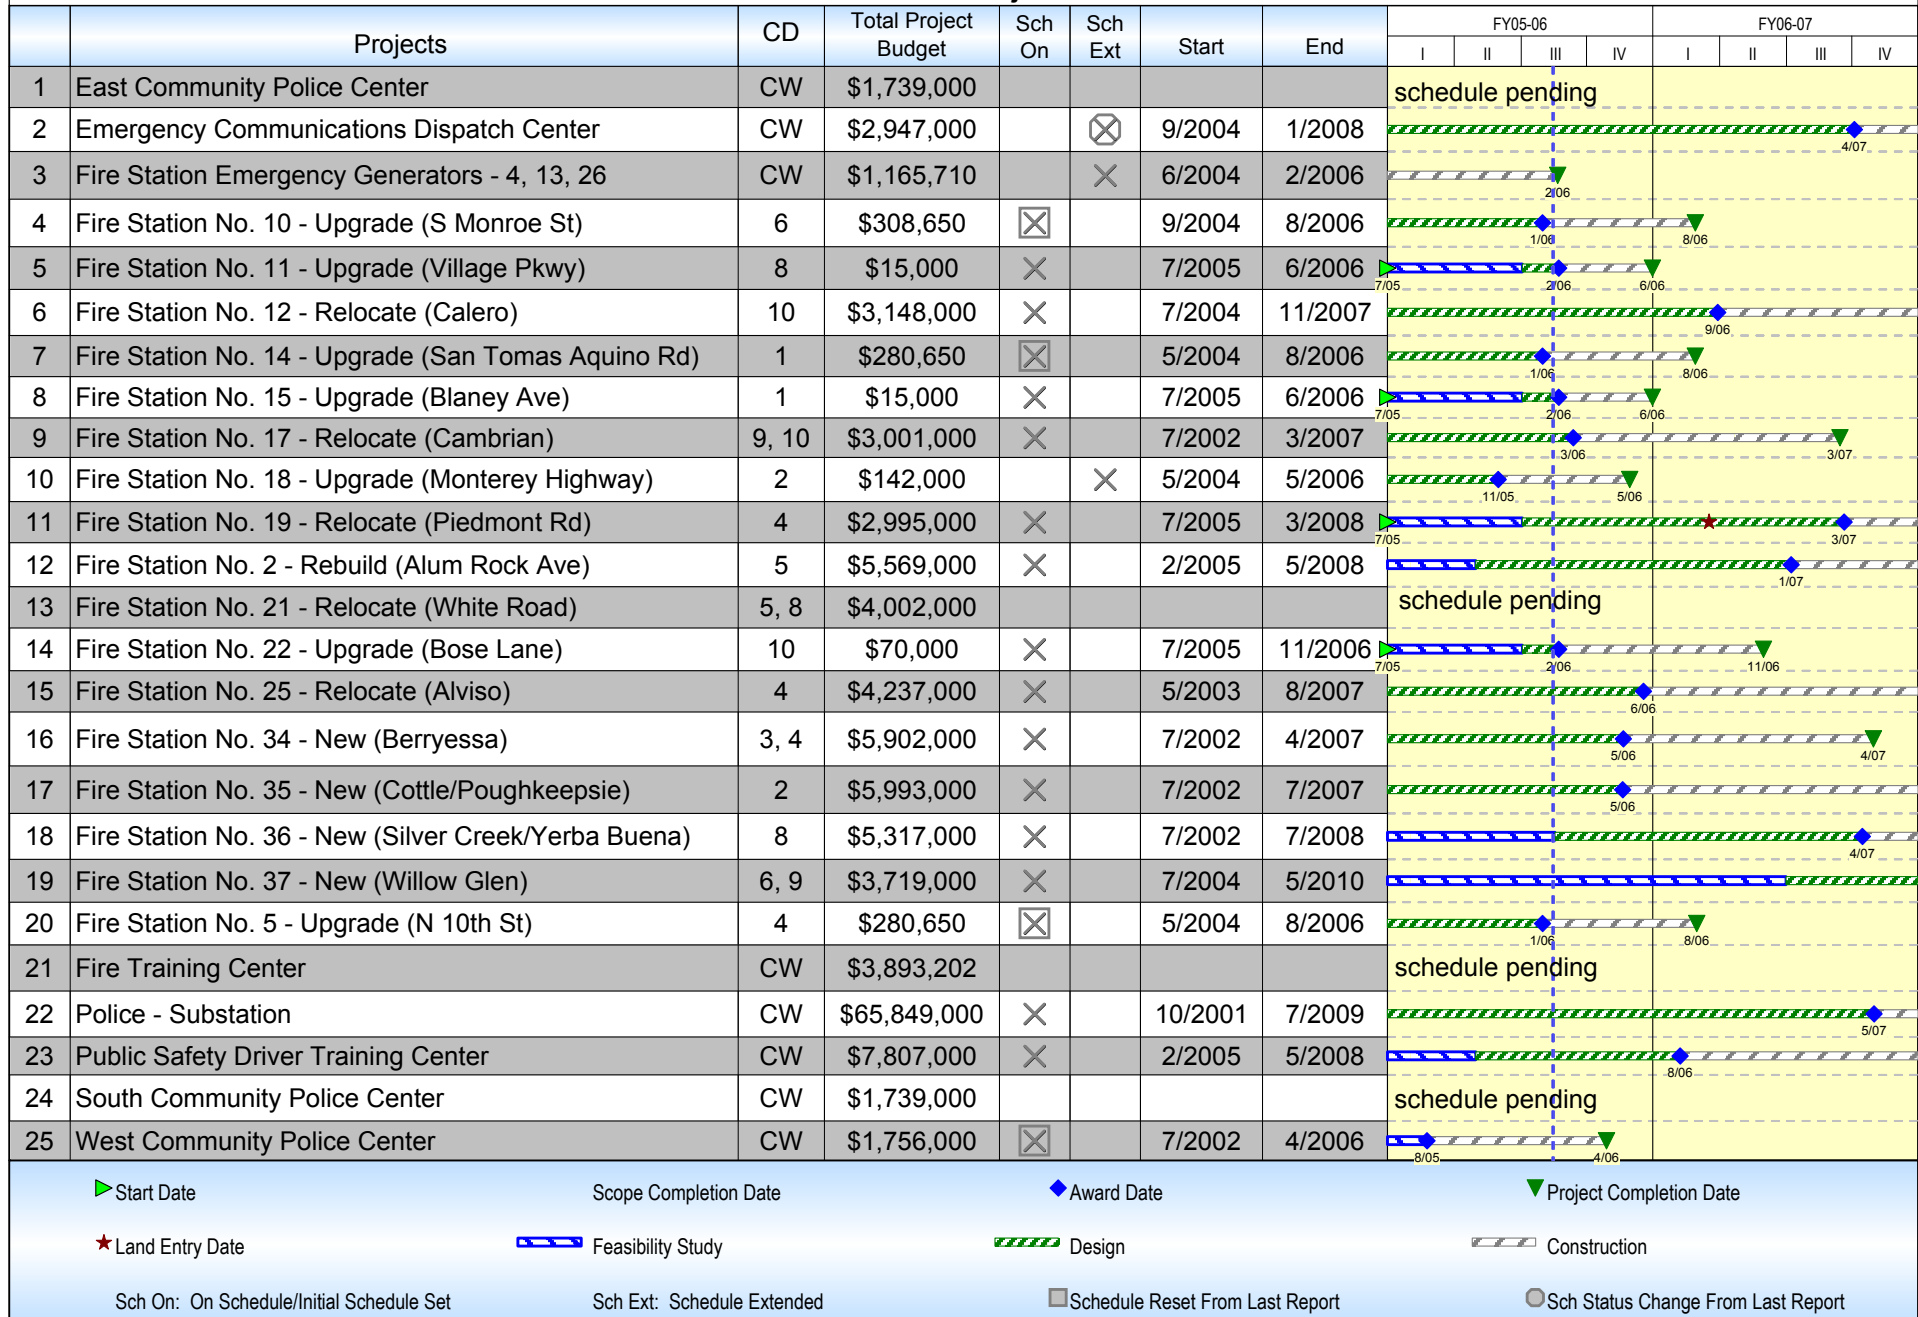 Projects CD Total Project Budget Sch On Sch Ext Start End FY05-06 FY06-07
I II III IV I II III IV
1 East Community Police Center CW $1,739,000 schedule pending
2 Emergency Communications Dispatch Center CW $2,947,000 9/2004 1/2008 4/07
3 Fire Station Emergency Generators - 4, 13, 26 CW $1,165,710 6/2004 2/2006 2/06
4 Fire Station No. 10 - Upgrade (S Monroe St) 6 $308,650 9/2004 8/2006 1/06 8/06
5 Fire Station No. 11 - Upgrade (Village Pkwy) 8 $15,000 7/2005 6/2006 7/05 2/06 6/06
6 Fire Station No. 12 - Relocate (Calero) 10 $3,148,000 7/2004 11/2007 9/06
7 Fire Station No. 14 - Upgrade (San Tomas Aquino Rd) 1 $280,650 5/2004 8/2006 1/06 8/06
8 Fire Station No. 15 - Upgrade (Blaney Ave) 1 $15,000 7/2005 6/2006 7/05 2/06 6/06
9 Fire Station No. 17 - Relocate (Cambrian) 9, 10 $3,001,000 7/2002 3/2007 3/06 3/07
10 Fire Station No. 18 - Upgrade (Monterey Highway) 2 $142,000 5/2004 5/2006 11/05 5/06
11 Fire Station No. 19 - Relocate (Piedmont Rd) 4 $2,995,000 7/2005 3/2008 7/05 3/07
12 Fire Station No. 2 - Rebuild (Alum Rock Ave) 5 $5,569,000 2/2005 5/2008 1/07
13 Fire Station No. 21 - Relocate (White Road) 5, 8 $4,002,000 schedule pending
14 Fire Station No. 22 - Upgrade (Bose Lane) 10 $70,000 7/2005 11/2006 7/05 2/06 11/06
15 Fire Station No. 25 - Relocate (Alviso) 4 $4,237,000 5/2003 8/2007 6/06
16 Fire Station No. 34 - New (Berryessa) 3, 4 $5,902,000 7/2002 4/2007 5/06 4/07
17 Fire Station No. 35 - New (Cottle/Poughkeepsie) 2 $5,993,000 7/2002 7/2007 5/06
18 Fire Station No. 36 - New (Silver Creek/Yerba Buena) 8 $5,317,000 7/2002 7/2008 4/07
19 Fire Station No. 37 - New (Willow Glen) 6, 9 $3,719,000 7/2004 5/2010
20 Fire Station No. 5 - Upgrade (N 10th St) 4 $280,650 5/2004 8/2006 1/06 8/06
21 Fire Training Center CW $3,893,202 schedule pending
22 Police - Substation CW $65,849,000 10/2001 7/2009 5/07
23 Public Safety Driver Training Center CW $7,807,000 2/2005 5/2008 8/06
24 South Community Police Center CW $1,739,000 schedule pending
25 West Community Police Center CW $1,756,000 7/2002 4/2006 8/05 4/06
Start Date Scope Completion Date Award Date Project Completion Date
Land Entry Date Feasibility Study Design Construction
Sch On: On Schedule/Initial Schedule Set Sch Ext: Schedule Extended Schedule Reset From Last Report Sch Status Change From Last Report